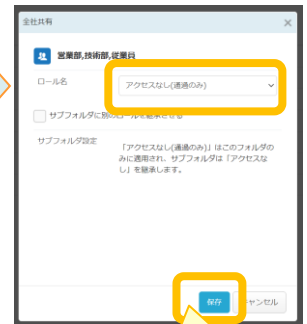 全社共有
×
営業部,技術部,従業員
ロール名
アクセスなし(通過のみ)
サブフォルダに別のロールを継承させる
サブフォルダ設定
「アクセスなし(通過のみ)」はこのフォルダの
みに適用され、サブフォルダは「アクセスな
し」を継承します。
保存
キャンセル